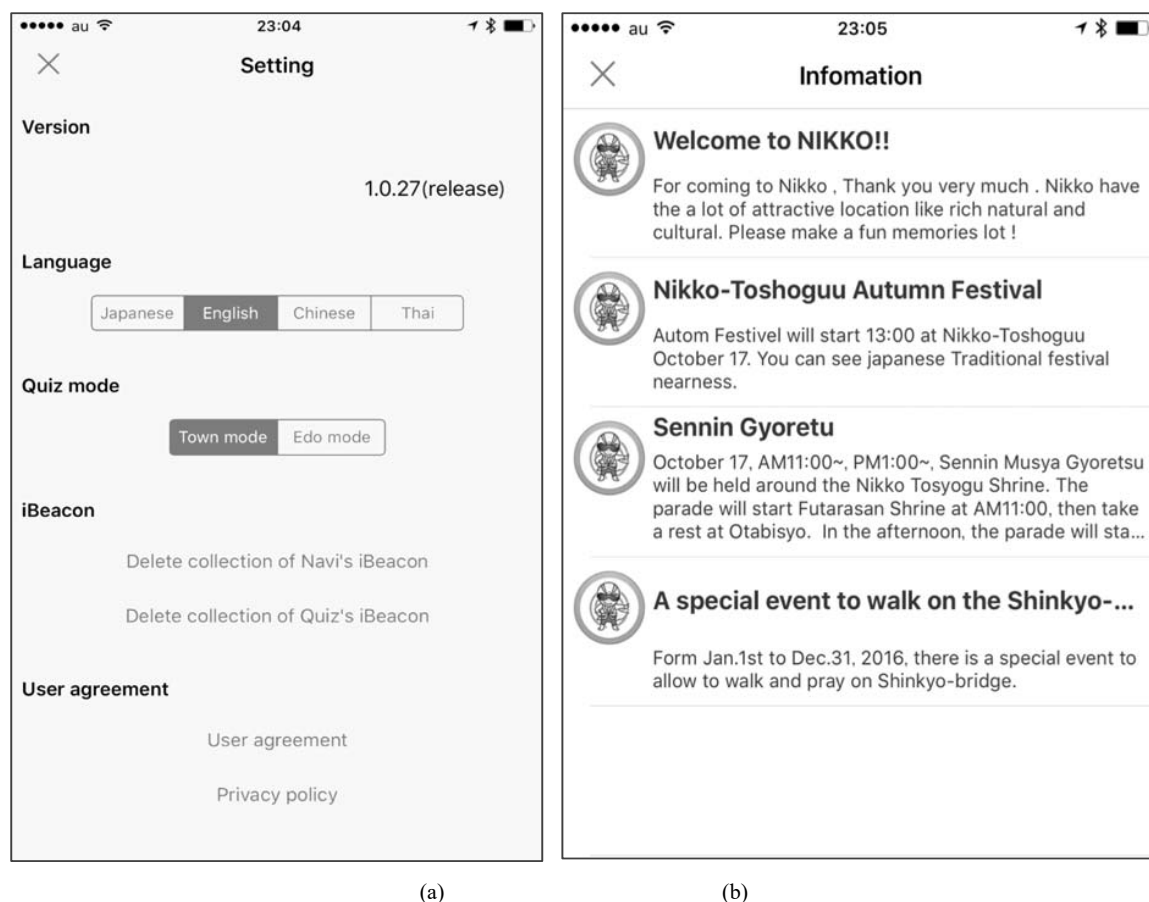 au 23:04
Setting
Version
1.0.27(release)
Language
Japanese English Chinese Thai
Quiz mode
Town mode Edo mode
iBeacon
Delete collection of Navi's iBeacon
Delete collection of Quiz's iBeacon
User agreement
User agreement
Privacy policy
(a)
au 23:05
Infomation
Welcome to NIKKO!!
For coming to Nikko , Thank you very much . Nikko have
the a lot of attractive location like rich natural and
cultural. Please make a fun memories lot !
Nikko-Toshoguu Autumn Festival
Autom Festivel will start 13:00 at Nikko-Toshoguu
October 17. You can see japanese Traditional festival
nearness.
Sennin Gyoretu
October 17, AM11:00~, PM1:00~, Sennin Musya Gyoretsu
will be held around the Nikko Tosyogu Shrine. The
parade will start Futarasan Shrine at AM11:00, then take
a rest at Otabisyo. In the afternoon, the parade will sta...
A special event to walk on the Shinkyo-...
Form Jan.1st to Dec.31, 2016, there is a special event to
allow to walk and pray on Shinkyo-bridge.
(b)